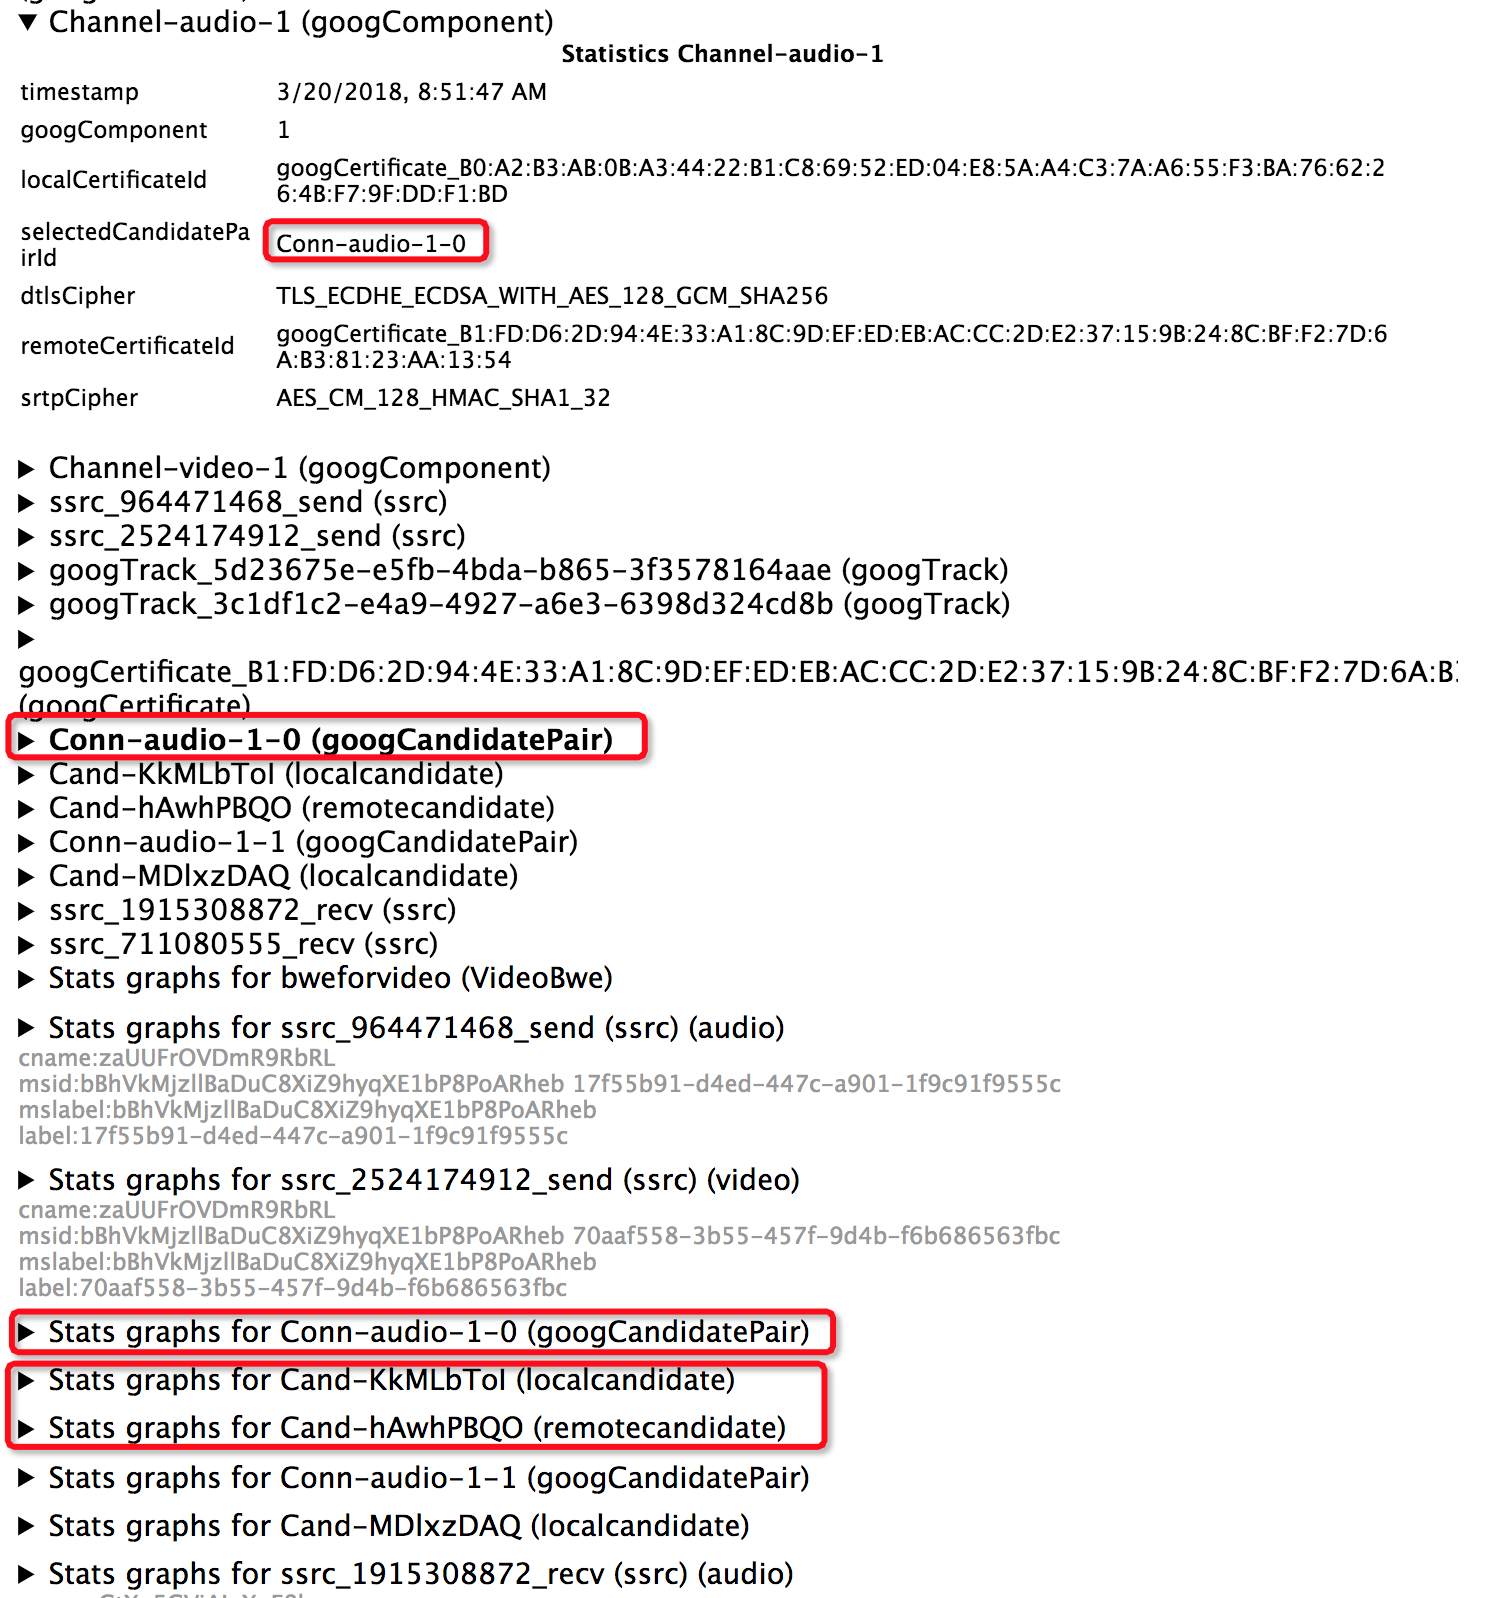 ▼ Channel-audio-1 (googComponent)
Statistics Channel-audio-1
timestamp 3/20/2018, 8:51:47 AM
googComponent 1
localCertificateId googCertificate_B0:A2:B3:AB:0B:A3:44:22:B1:C8:69:52:ED:04:E8:5A:A4:C3:7A:A6:55:F3:BA:76:62:2
6:4B:F7:9F:DD:F1:BD
selectedCandidatePa
irId Conn-audio-1-0
dtlsCipher TLS_ECDHE_ECDSA_WITH_AES_128_GCM_SHA256
remoteCertificateId googCertificate_B1:FD:D6:2D:94:4E:33:A1:8C:9D:EF:ED:EB:AC:CC:2D:E2:37:15:9B:24:8C:BF:F2:7D:6
A:B3:81:23:AA:13:54
srtpCipher AES_CM_128_HMAC_SHA1_32
▶ Channel-video-1 (googComponent)
▶ ssrc_964471468_send (ssrc)
▶ ssrc_2524174912_send (ssrc)
▶ googTrack_5d23675e-e5fb-4bda-b865-3f3578164aae (googTrack)
▶ googTrack_3c1df1c2-e4a9-4927-a6e3-6398d324cd8b (googTrack)
▶
googCertificate_B1:FD:D6:2D:94:4E:33:A1:8C:9D:EF:ED:EB:AC:CC:2D:E2:37:15:9B:24:8C:BF:F2:7D:6A:B
(googCertificate)
▶ Conn-audio-1-0 (googCandidatePair)
▶ Cand-KkMLbToI (localcandidate)
▶ Cand-hAwhPBQO (remotecandidate)
▶ Conn-audio-1-1 (googCandidatePair)
▶ Cand-MDlxzDAQ (localcandidate)
▶ ssrc_1915308872_recv (ssrc)
▶ ssrc_711080555_recv (ssrc)
▶ Stats graphs for bweforvideo (VideoBwe)
▶ Stats graphs for ssrc_964471468_send (ssrc) (audio)
cname:zaUUFrOVDmR9RbRL
msid:bBhVkMjzllBaDuC8XiZ9hyqXE1bP8PoARheb 17f55b91-d4ed-447c-a901-1f9c91f9555c
mslabel:bBhVkMjzllBaDuC8XiZ9hyqXE1bP8PoARheb
label:17f55b91-d4ed-447c-a901-1f9c91f9555c
▶ Stats graphs for ssrc_2524174912_send (ssrc) (video)
cname:zaUUFrOVDmR9RbRL
msid:bBhVkMjzllBaDuC8XiZ9hyqXE1bP8PoARheb 70aaf558-3b55-457f-9d4b-f6b686563fbc
mslabel:bBhVkMjzllBaDuC8XiZ9hyqXE1bP8PoARheb
label:70aaf558-3b55-457f-9d4b-f6b686563fbc
▶ Stats graphs for Conn-audio-1-0 (googCandidatePair)
▶ Stats graphs for Cand-KkMLbToI (localcandidate)
▶ Stats graphs for Cand-hAwhPBQO (remotecandidate)
▶ Stats graphs for Conn-audio-1-1 (googCandidatePair)
▶ Stats graphs for Cand-MDlxzDAQ (localcandidate)
▶ Stats graphs for ssrc_1915308872_recv (ssrc) (audio)